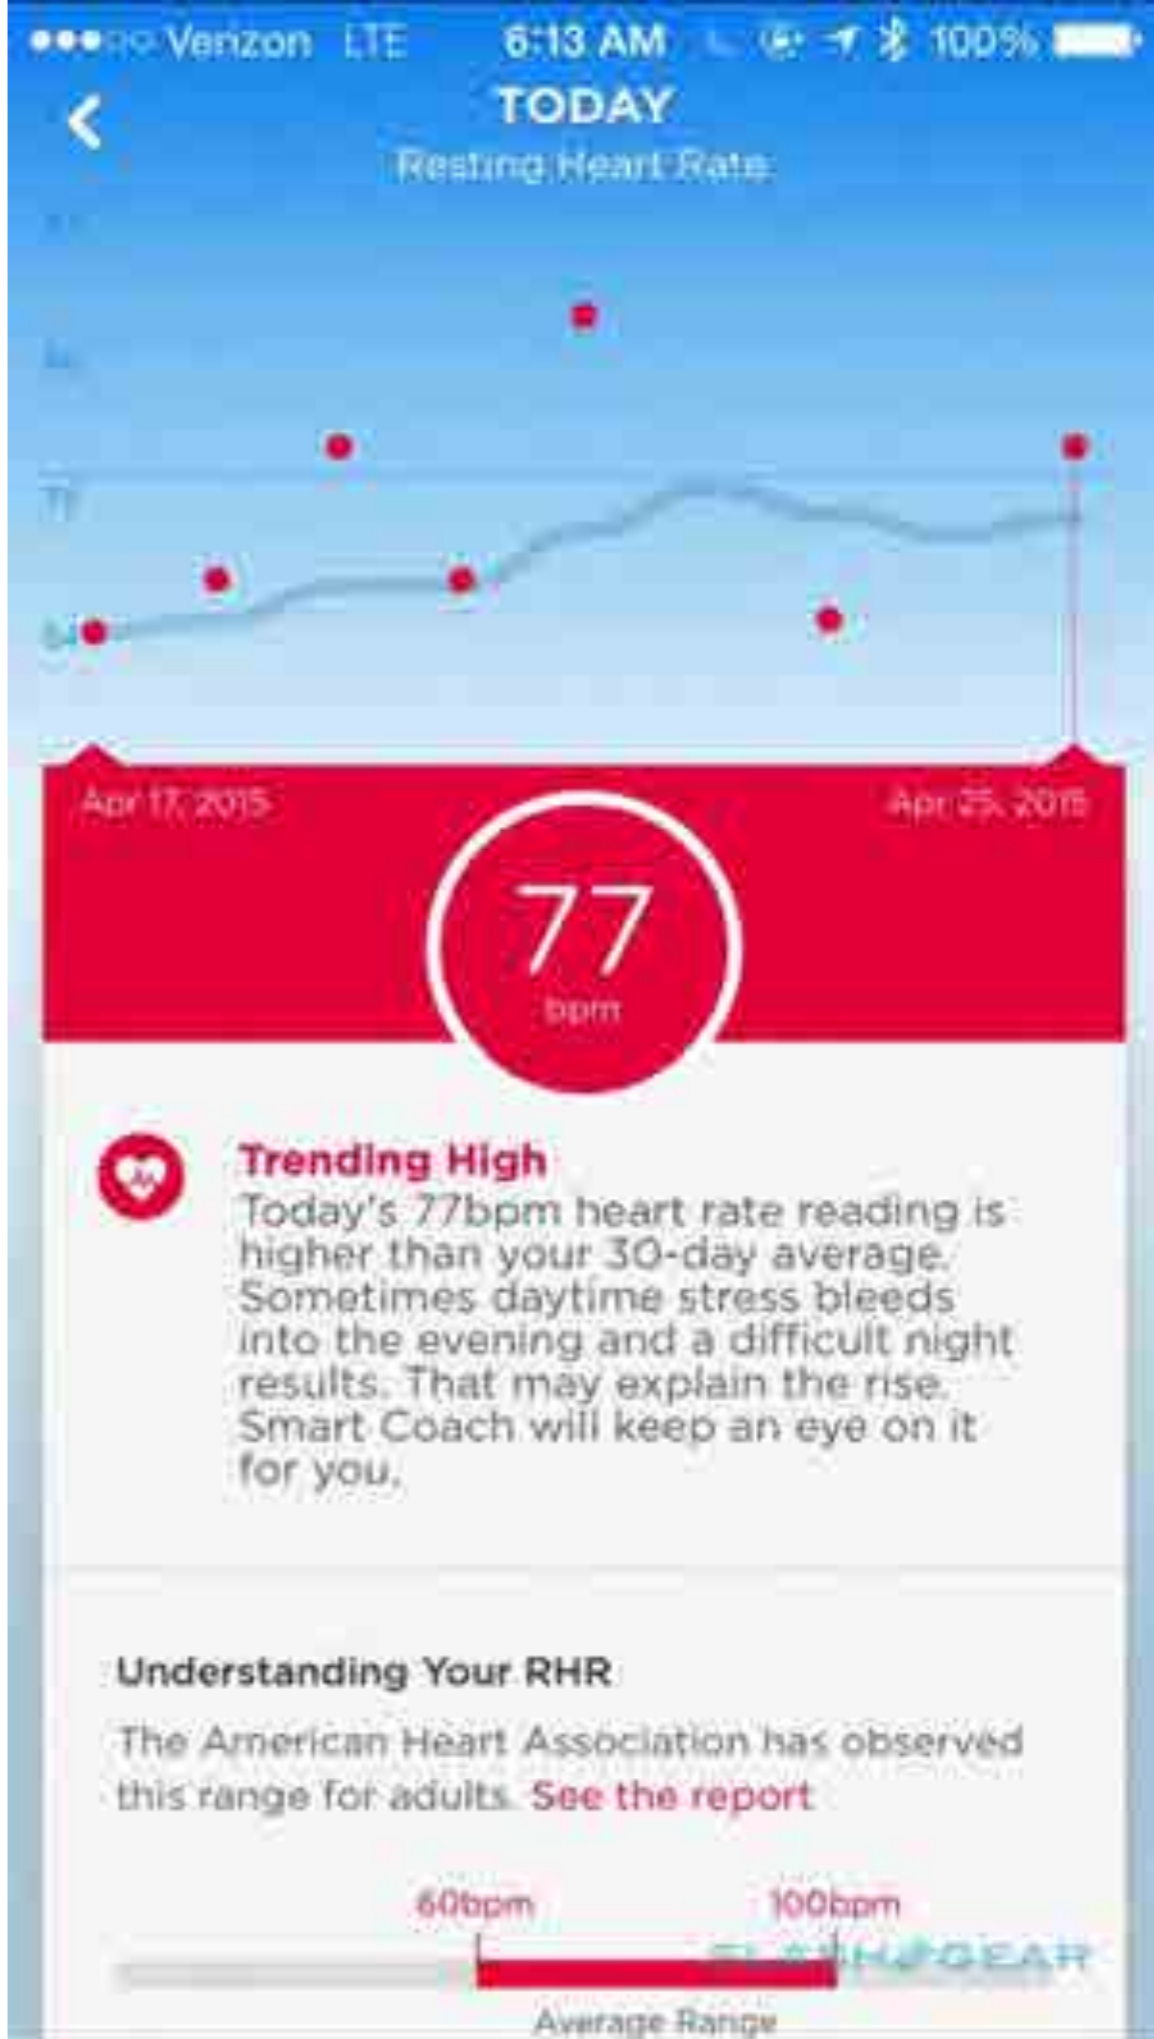 Verizon LTE 6:13 AM 100%
TODAY
Resting Heart Rate
Apr 17, 2015 Apr 25, 2015
77
bpm
Trending High
Today's 77bpm heart rate reading is
higher than your 30-day average.
Sometimes daytime stress bleeds
into the evening and a difficult night
results. That may explain the rise.
Smart Coach will keep an eye on it
for you.
Understanding Your RHR
The American Heart Association has observed
this range for adults. See the report
60bpm 100bpm
SLASHGEAR
Average Range